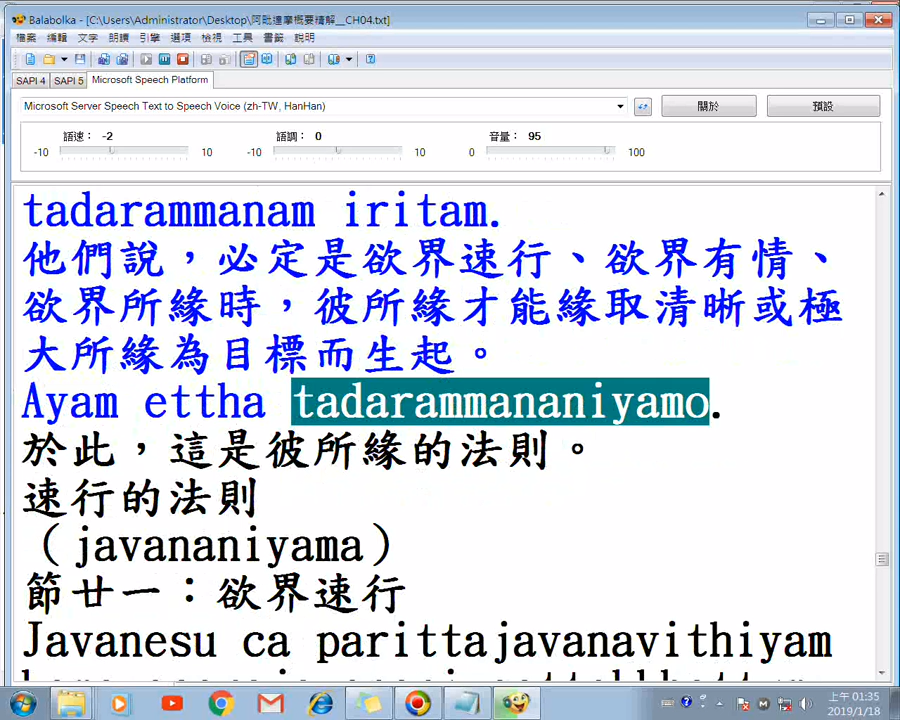 Balabolka - [C:\Users\Administrator\Desktop\阿毗達摩概要精解__CH04.txt]
檔案 編輯 文字 朗讀 引擎 選項 檢視 工具 書籤 說明
SAPI 4 SAPI 5 Microsoft Speech Platform
Microsoft Server Speech Text to Speech Voice (zh-TW, HanHan) 關於 預設
語速： -2 語調： 0 音量： 95
-10 10 -10 10 0 100
tadarammanam iritam.
他們說，必定是欲界速行、欲界有情、
欲界所緣時，彼所緣才能緣取清晰或極
大所緣為目標而生起。
Ayam ettha tadarammananiyamo.
於此，這是彼所緣的法則。
速行的法則
（javananiyama）
節廿一：欲界速行
Javanesu ca parittajavanavithiyam
上午 01:35
2019/1/18